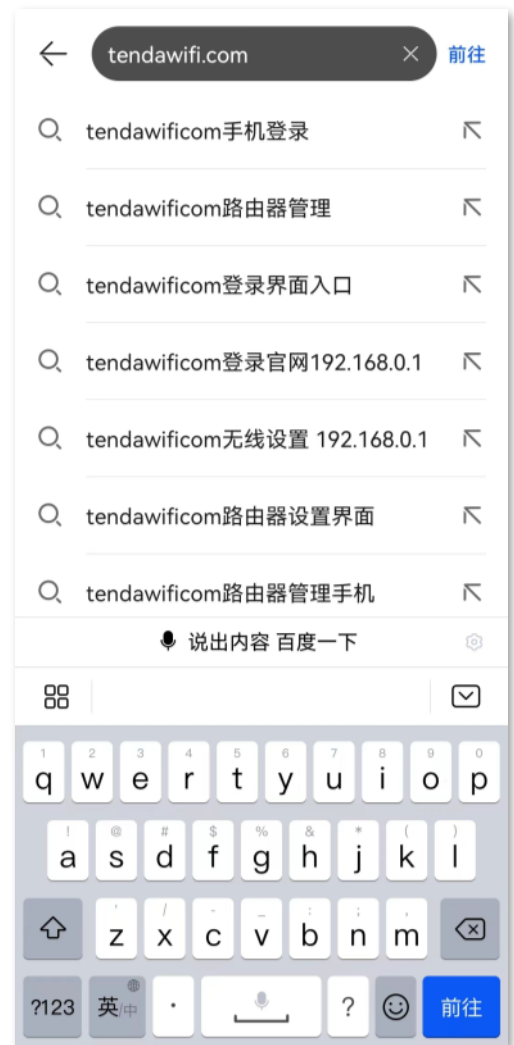 tendawifi.com 前往
tendawificom手机登录
tendawificom路由器管理
tendawificom登录界面入口
tendawificom登录官网192.168.0.1
tendawificom无线设置 192.168.0.1
tendawificom路由器设置界面
tendawificom路由器管理手机
说出内容 百度一下
1 2 3 4 5 6 7 8 9 0
q w e r t y u i o p
! @ # $ % & * ( )
a s d f g h j k l
' / - _ : ; ,
z x c v b n m
?123 英/中 · ? 前往